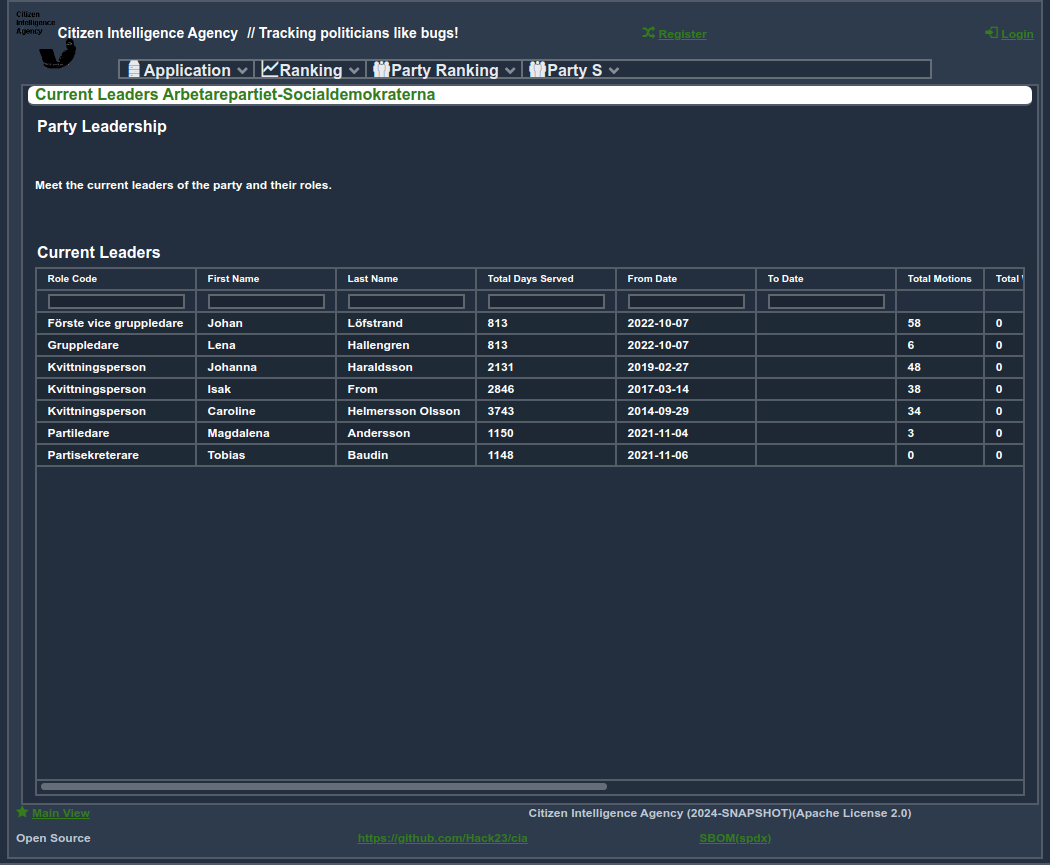 Citizen
Intelligence
Agency
Citizen Intelligence Agency // Tracking politicians like bugs!
Register
Login
Application
Ranking
Party Ranking
Party S
Current Leaders Arbetarepartiet-Socialdemokraterna
Party Leadership
Meet the current leaders of the party and their roles.
Current Leaders
Role Code First Name Last Name Total Days Served From Date To Date Total Motions Total
Förste vice gruppledare Johan Löfstrand 813 2022-10-07 58 0
Gruppledare Lena Hallengren 813 2022-10-07 6 0
Kvittningsperson Johanna Haraldsson 2131 2019-02-27 48 0
Kvittningsperson Isak From 2846 2017-03-14 38 0
Kvittningsperson Caroline Helmersson Olsson 3743 2014-09-29 34 0
Partiledare Magdalena Andersson 1150 2021-11-04 3 0
Partisekreterare Tobias Baudin 1148 2021-11-06 0 0
Main View
Citizen Intelligence Agency (2024-SNAPSHOT)(Apache License 2.0)
Open Source
https://github.com/Hack23/cia
SBOM(spdx)